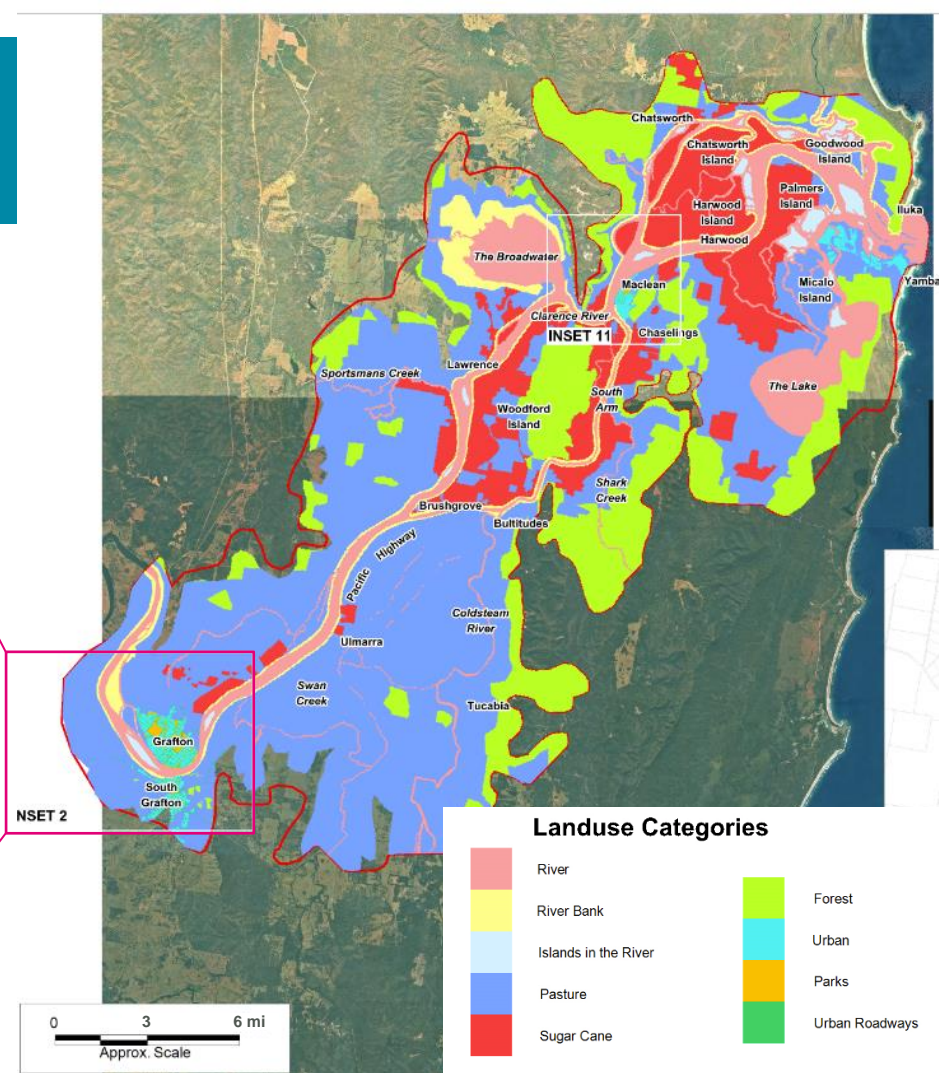 Chatsworth
Chatsworth
Island
Goodwood
Island
Palmers
Island
Harwood
Island
Iluka
Harwood
The Broadwater
Yamba
Maclean
Micalo
Island
Clarence River
INSET 11
Chaselings
Lawrence
Sportsmans Creek
South
Arm
The Lake
Woodford
Island
Shark
Creek
Brushgrove
Bultitudes
Pacific Highway
Coldsteam
River
Ulmarra
Swan
Creek
Tucabia
Grafton
South
Grafton
NSET 2
Landuse Categories
River
River Bank
Islands in the River
Pasture
Sugar Cane
Forest
Urban
Parks
Urban Roadways
0 3 6 mi
Approx. Scale